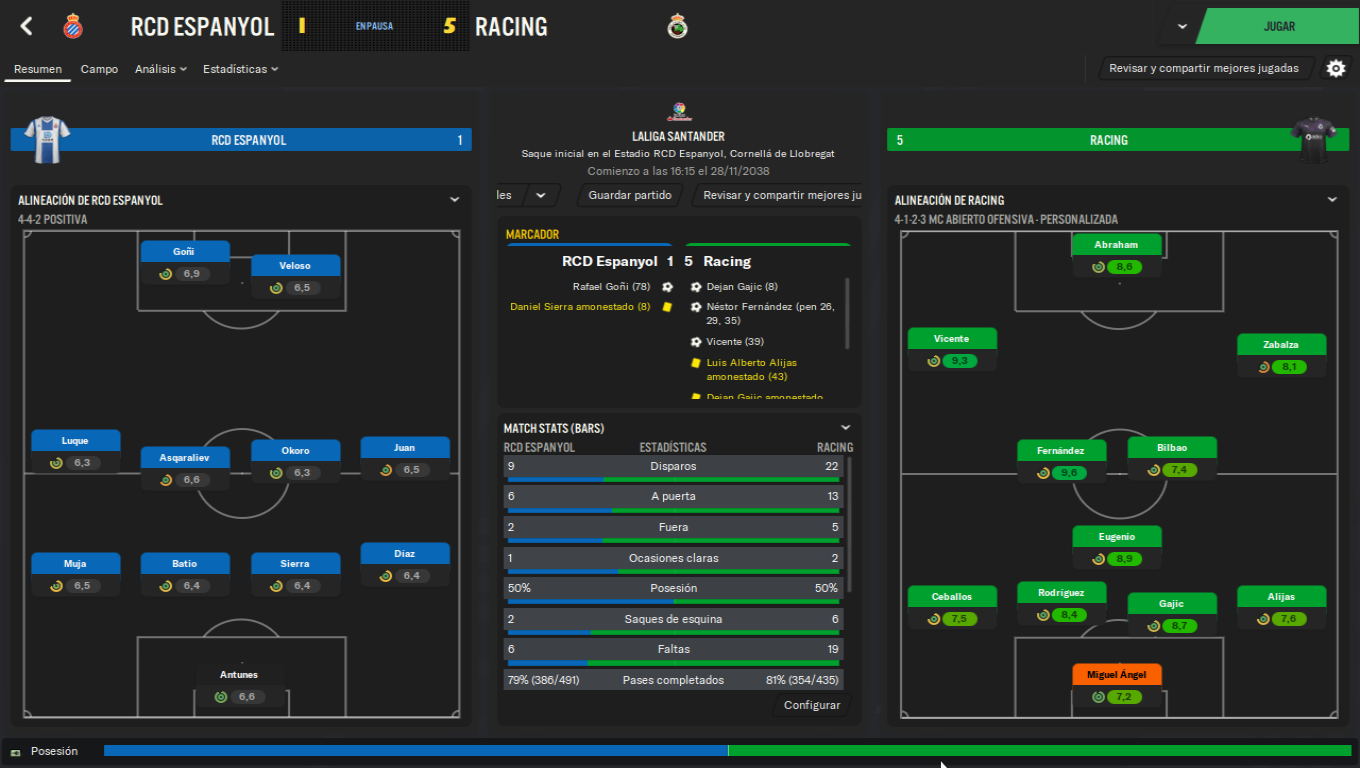 RCD ESPANYOL
1
EN PAUSA
5
RACING
JUGAR
Resumen
Campo
Análisis
Estadísticas
Revisar y compartir mejores jugadas
RCD ESPANYOL
1
ALINEACIÓN DE RCD ESPANYOL
4-4-2 POSITIVA
Goñi
6,9
Veloso
6,5
Luque
6,3
Asqaraliev
6,6
Okoro
6,3
Juan
6,5
Muja
6,5
Batio
6,4
Sierra
6,4
Díaz
6,4
Antunes
6,6
LALIGA SANTANDER
Saque inicial en el Estadio RCD Espanyol, Cornellá de Llobregat
Comienzo a las 16:15 el 28/11/2038
les
Guardar partido
Revisar y compartir mejores ju
MARCADOR
RCD Espanyol 1 5 Racing
Rafael Goñi (78)
Daniel Sierra amonestado (8)
Dejan Gajic (8)
Néstor Fernández (pen 26,
29, 35)
Vicente (39)
Luis Alberto Alijas
amonestado (43)
Dejan Gajic amonestado
MATCH STATS (BARS)
RCD ESPANYOL ESTADÍSTICAS RACING
9 Disparos 22
6 A puerta 13
2 Fuera 5
1 Ocasiones claras 2
50% Posesión 50%
2 Saques de esquina 6
6 Faltas 19
79% (386/491) Pases completados 81% (354/435)
Configurar
5
RACING
ALINEACIÓN DE RACING
4-1-2-3 MC ABIERTO OFENSIVA - PERSONALIZADA
Abraham
8,6
Vicente
9,3
Zabalza
8,1
Fernández
9,6
Bilbao
7,4
Eugenio
8,9
Ceballos
7,5
Rodríguez
8,4
Gajic
8,7
Alijas
7,6
Miguel Ángel
7,2
Posesión